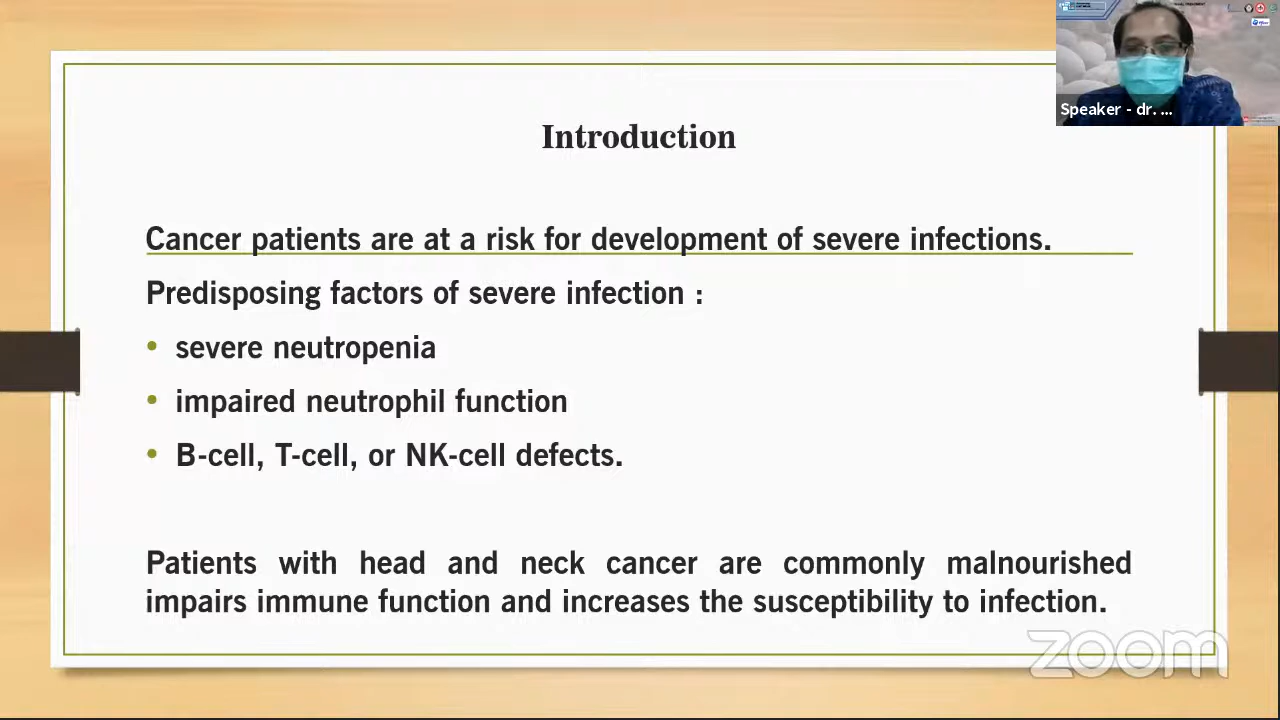 Speaker - dr. ...
Introduction
Cancer patients are at a risk for development of severe infections.
Predisposing factors of severe infection :
• severe neutropenia
• impaired neutrophil function
• B-cell, T-cell, or NK-cell defects.
Patients with head and neck cancer are commonly malnourished
impairs immune function and increases the susceptibility to infection.
zoom